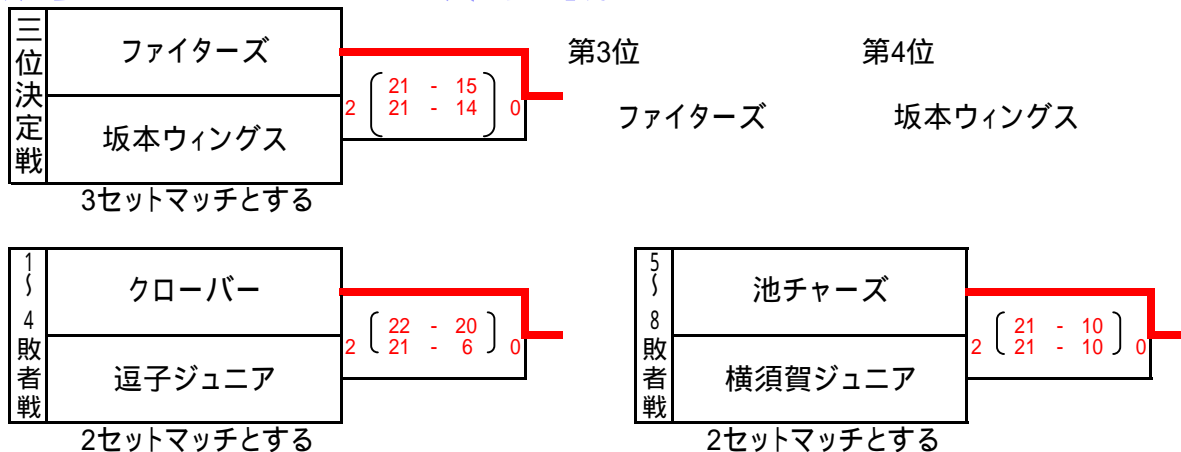 三位決定戦
ファイターズ
坂本ウィングス
2 21 - 15 0
21 - 14
3セットマッチとする
第3位 第4位
ファイターズ 坂本ウィングス
1~4敗者戦
クローバー
逗子ジュニア
2 22 - 20 0
21 - 6
2セットマッチとする
5~8敗者戦
池チャーズ
横須賀ジュニア
2 21 - 10 0
21 - 10
2セットマッチとする